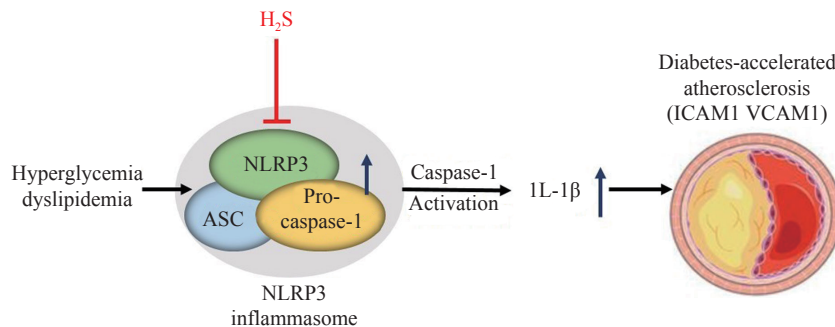 H₂S
Diabetes-accelerated
atherosclerosis
(ICAM1 VCAM1)
Hyperglycemia
dyslipidemia
NLRP3
ASC
Pro-
caspase-1
Caspase-1
Activation
1L-1β
NLRP3
inflammasome